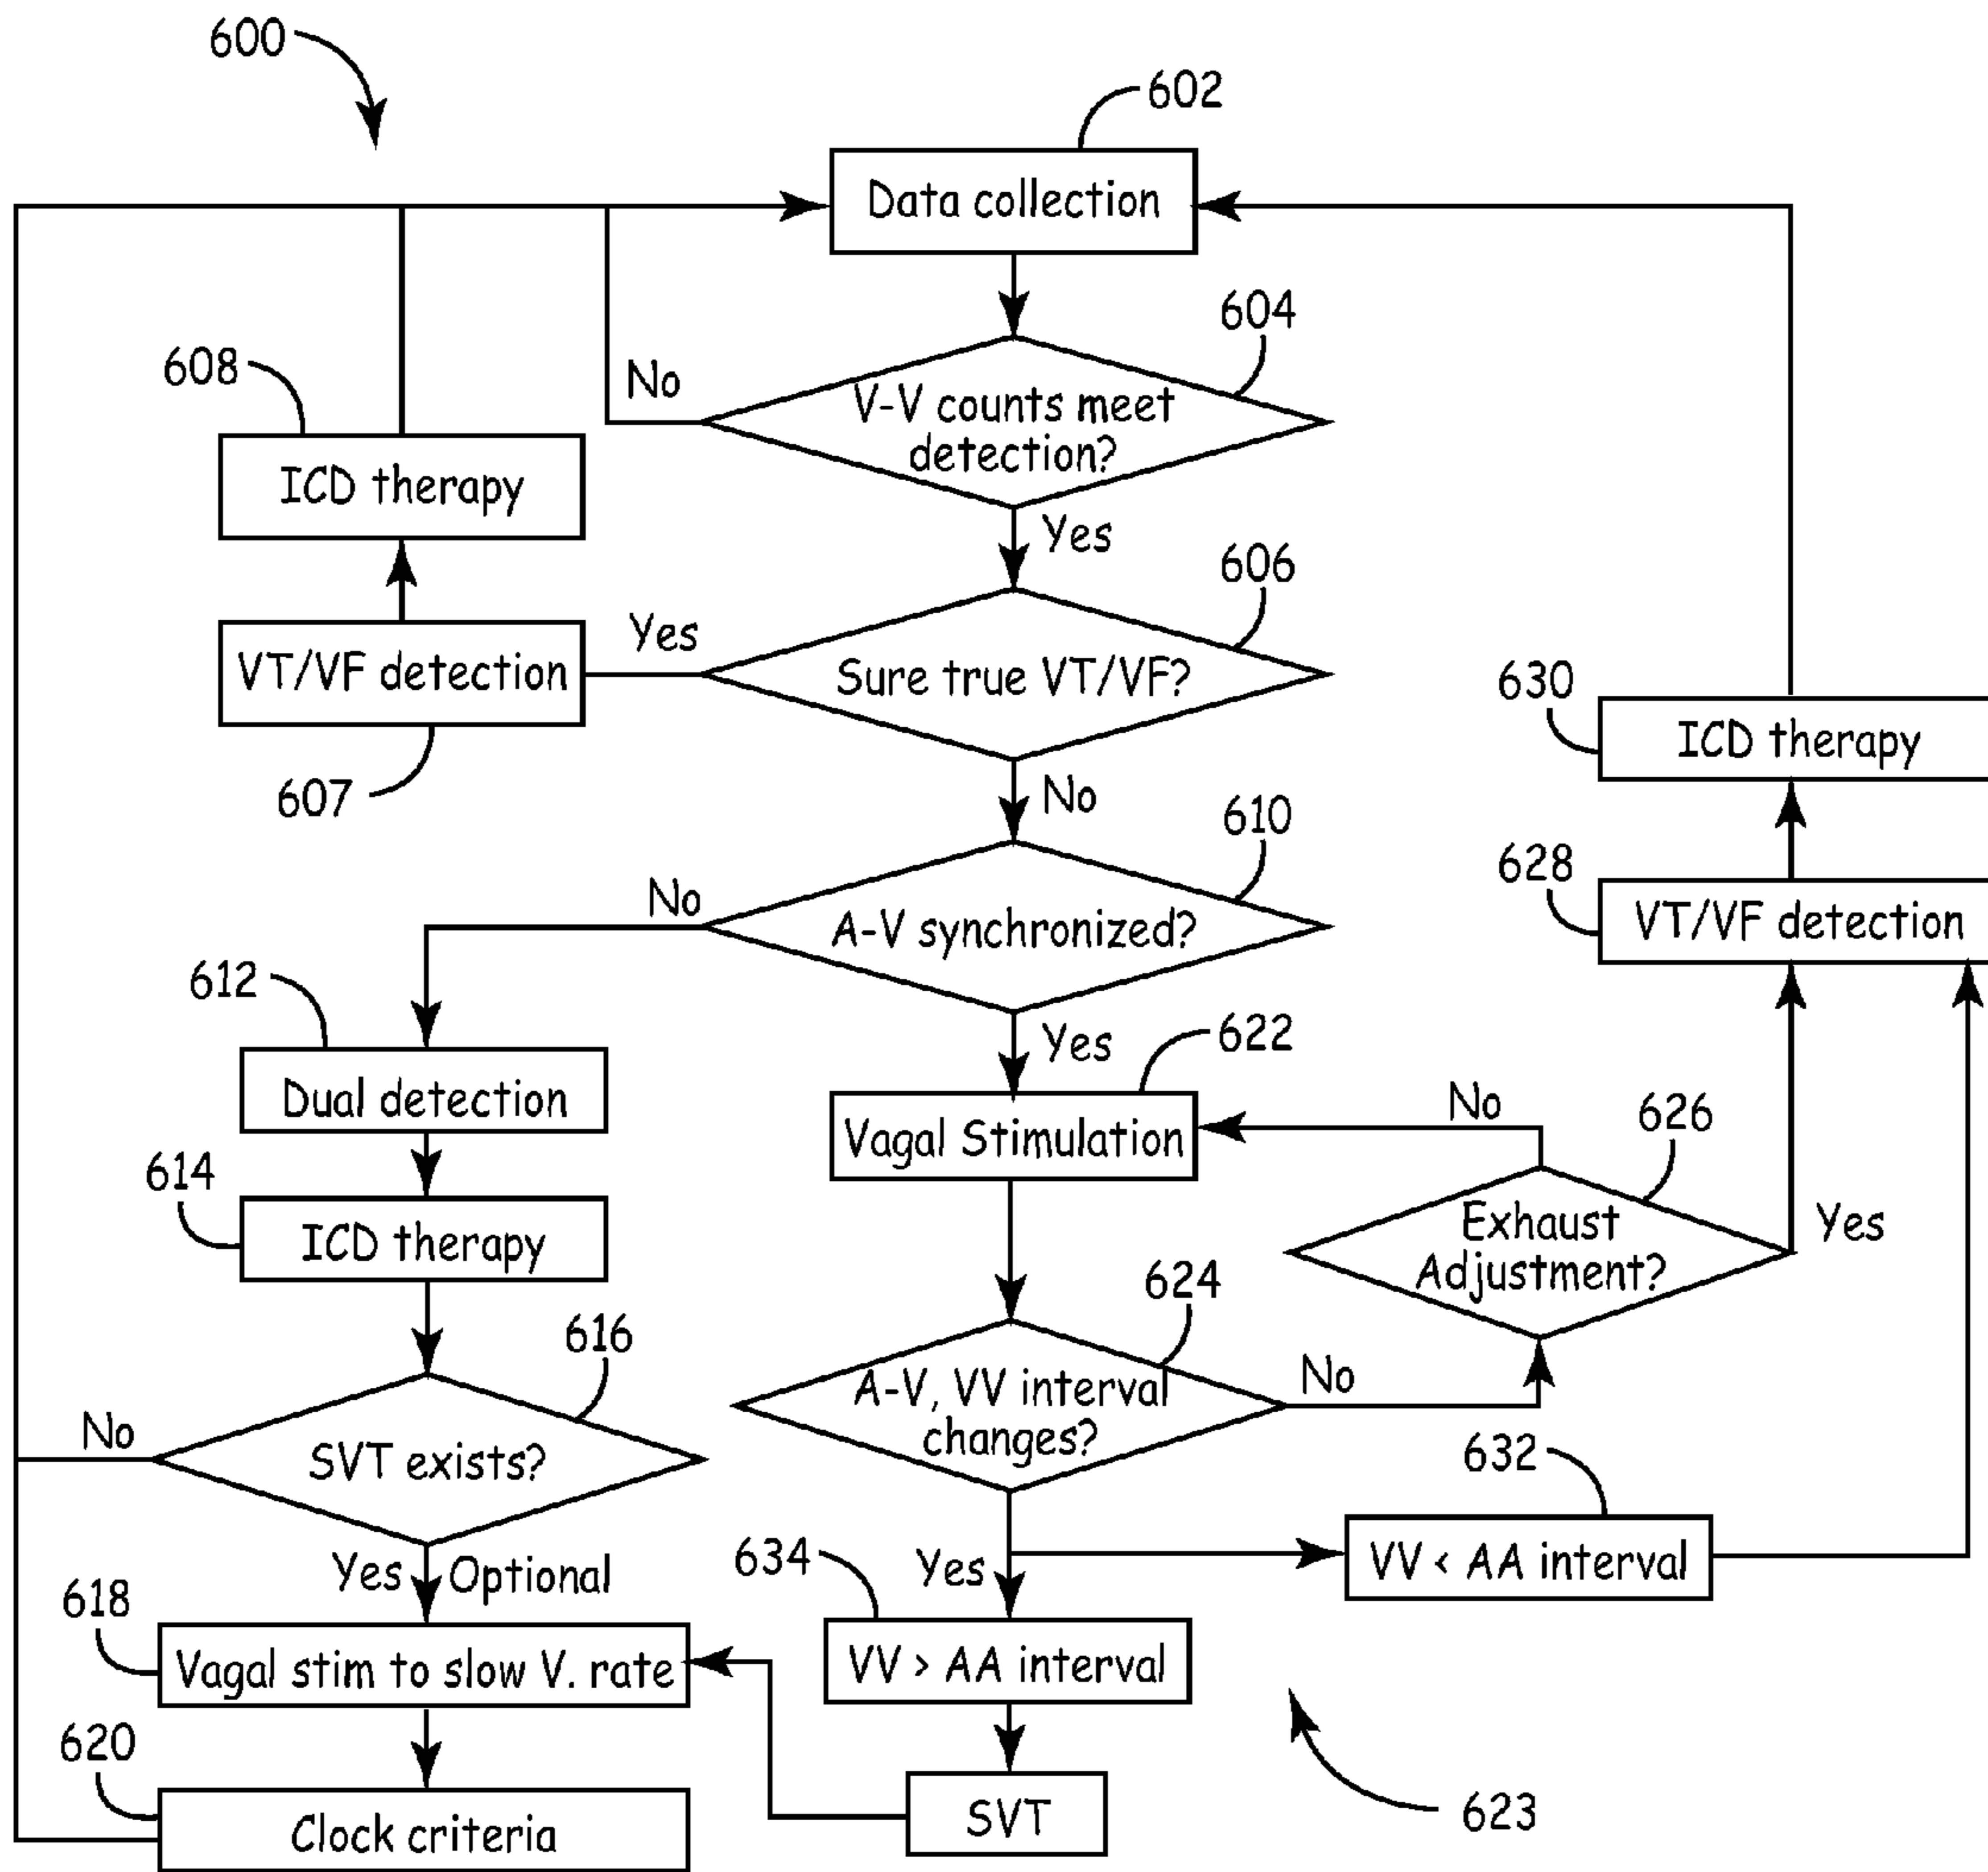 600
602
Data collection
604
No
V-V counts meet
detection?
608
ICD therapy
Yes
606
Yes
Sure true VT/VF?
VT/VF detection
607
630
ICD therapy
No
610
628
No
A-V synchronized?
VT/VF detection
612
Yes
622
Dual detection
Vagal Stimulation
No
626
614
ICD therapy
Exhaust
Adjustment?
Yes
624
616
A-V, VV interval
changes?
No
No
SVT exists?
632
Yes
Optional
634
Yes
VV < AA interval
618
Vagal stim to slow V. rate
VV > AA interval
620
Clock criteria
SVT
623